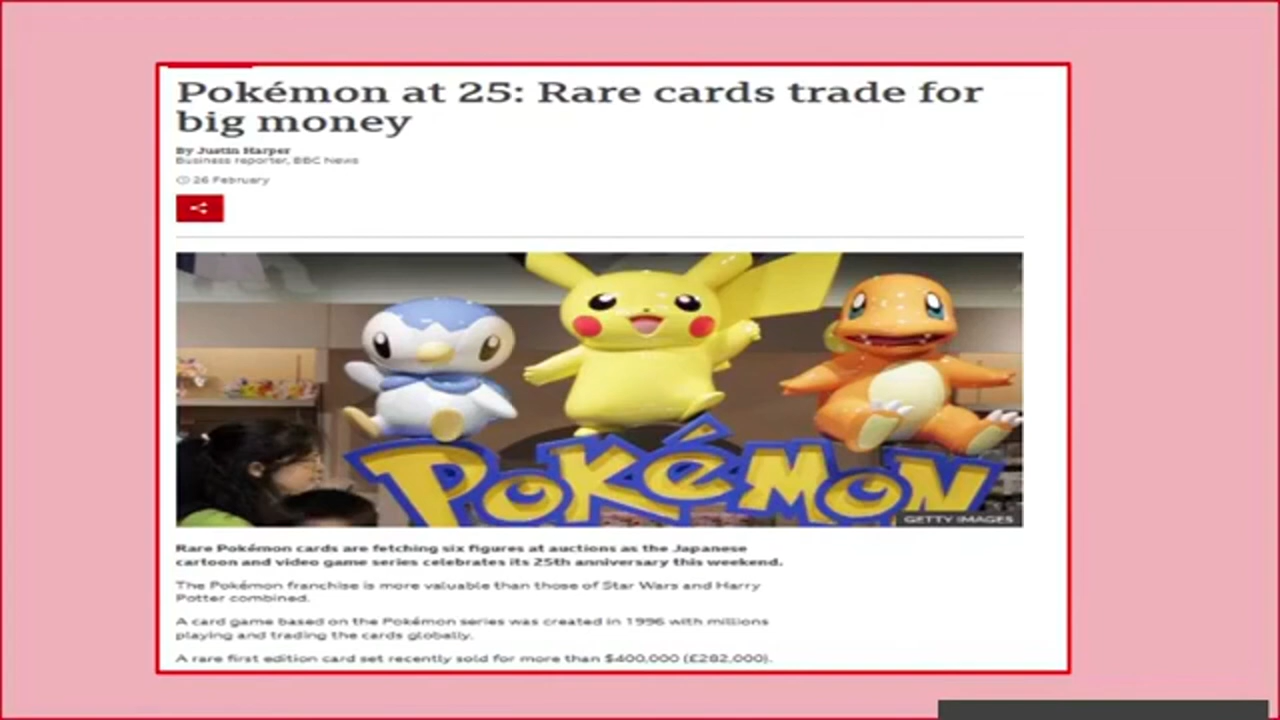 Pokémon at 25: Rare cards trade for
big money
By Justin Harper
Business reporter, BBC News
26 February
POKéMON
GETTY IMAGES
Rare Pokémon cards are fetching six figures at auctions as the Japanese
cartoon and video game series celebrates its 25th anniversary this weekend.
The Pokémon franchise is more valuable than those of Star Wars and Harry
Potter combined.
A card game based on the Pokémon series was created in 1996 with millions
playing and trading the cards globally.
A rare first edition card set recently sold for more than $400,000 (£282,000).